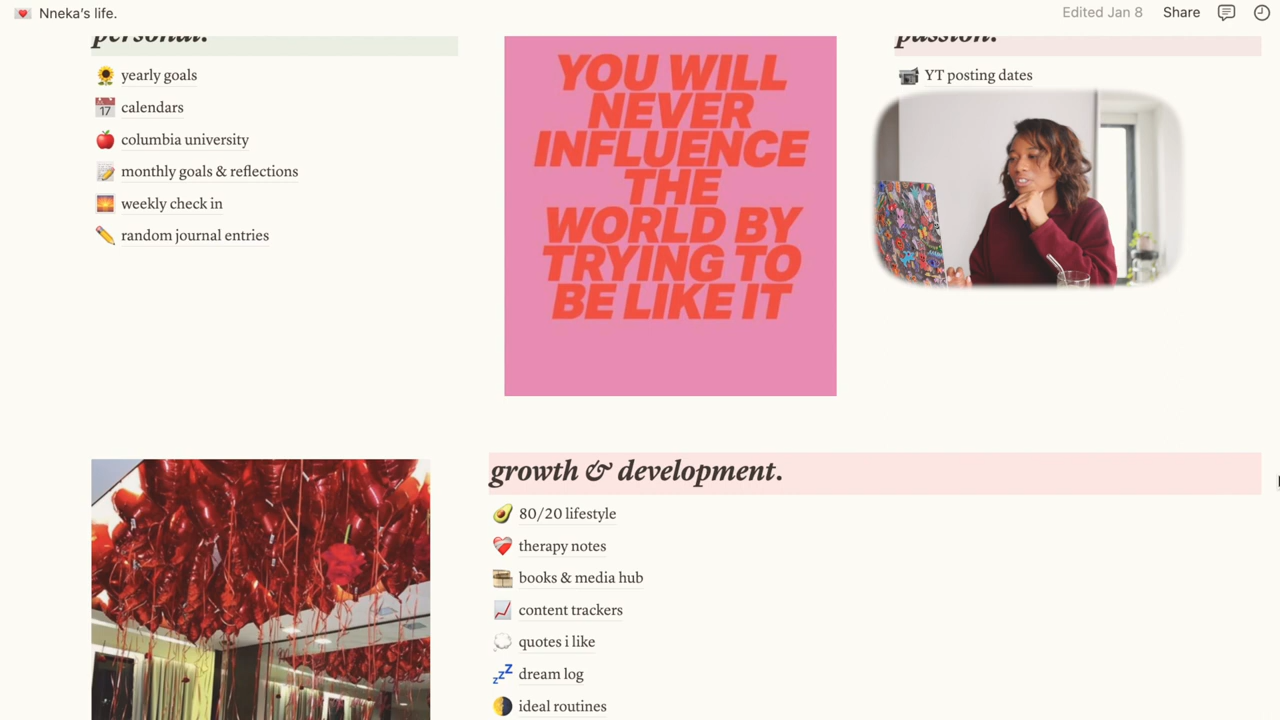 Nneka's life.
Edited Jan 8
Share
personal.
yearly goals
17
calendars
columbia university
monthly goals & reflections
weekly check in
random journal entries
YOU WILL
NEVER
INFLUENCE
THE
WORLD BY
TRYING TO
BE LIKE IT
passion.
YT posting dates
growth & development.
80/20 lifestyle
therapy notes
books & media hub
content trackers
quotes i like
zzZ
dream log
ideal routines